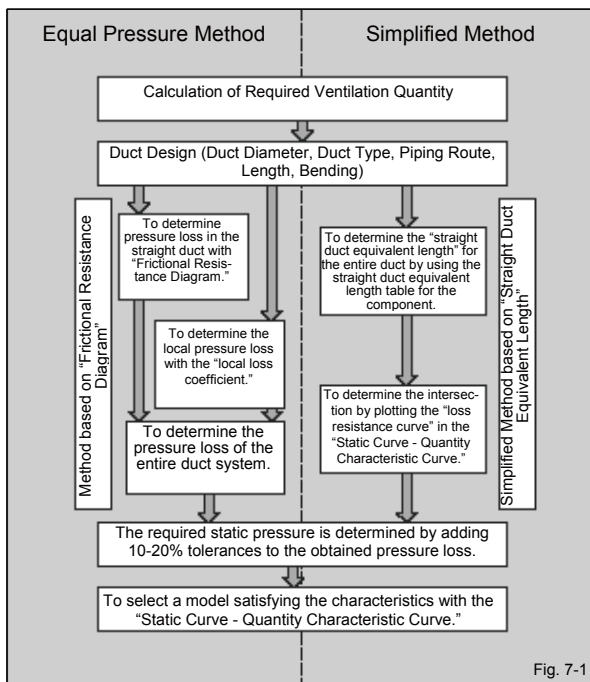 Equal Pressure Method
Simplified Method
Calculation of Required Ventilation Quantity
Duct Design (Duct Diameter, Duct Type, Piping Route,
Length, Bending)
Method based on "Frictional Resistance
Diagram"
To determine
pressure loss in the
straight duct with
"Frictional Resis-
tance Diagram."
To determine the
local pressure loss
with the "local loss
coefficient."
To determine the
pressure loss of the
entire duct system.
To determine the "straight
duct equivalent length" for
the entire duct by using the
straight duct equivalent
length table for the
component.
To determine the intersec-
tion by plotting the "loss
resistance curve" in the
"Static Curve - Quantity
Characteristic Curve."
Simplified Method based on "Straight Duct
Equivalent Length"
The required static pressure is determined by adding
10-20% tolerances to the obtained pressure loss.
To select a model satisfying the characteristics with the
"Static Curve - Quantity Characteristic Curve."
Fig. 7-1